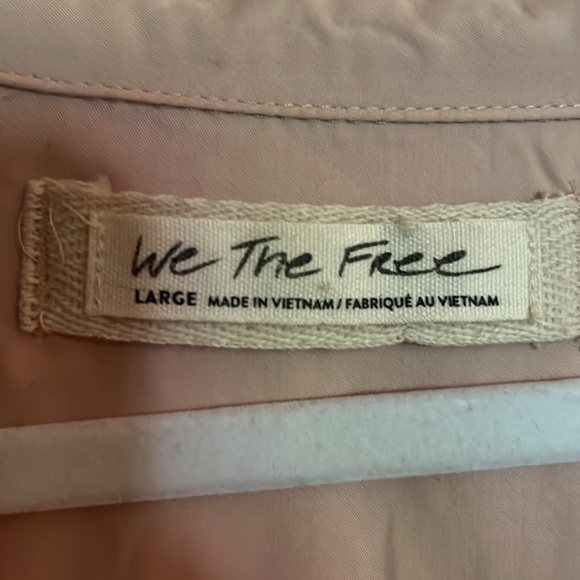 We The Free
LARGE MADE IN VIETNAM / FABRIQUÉ AU VIETNAM